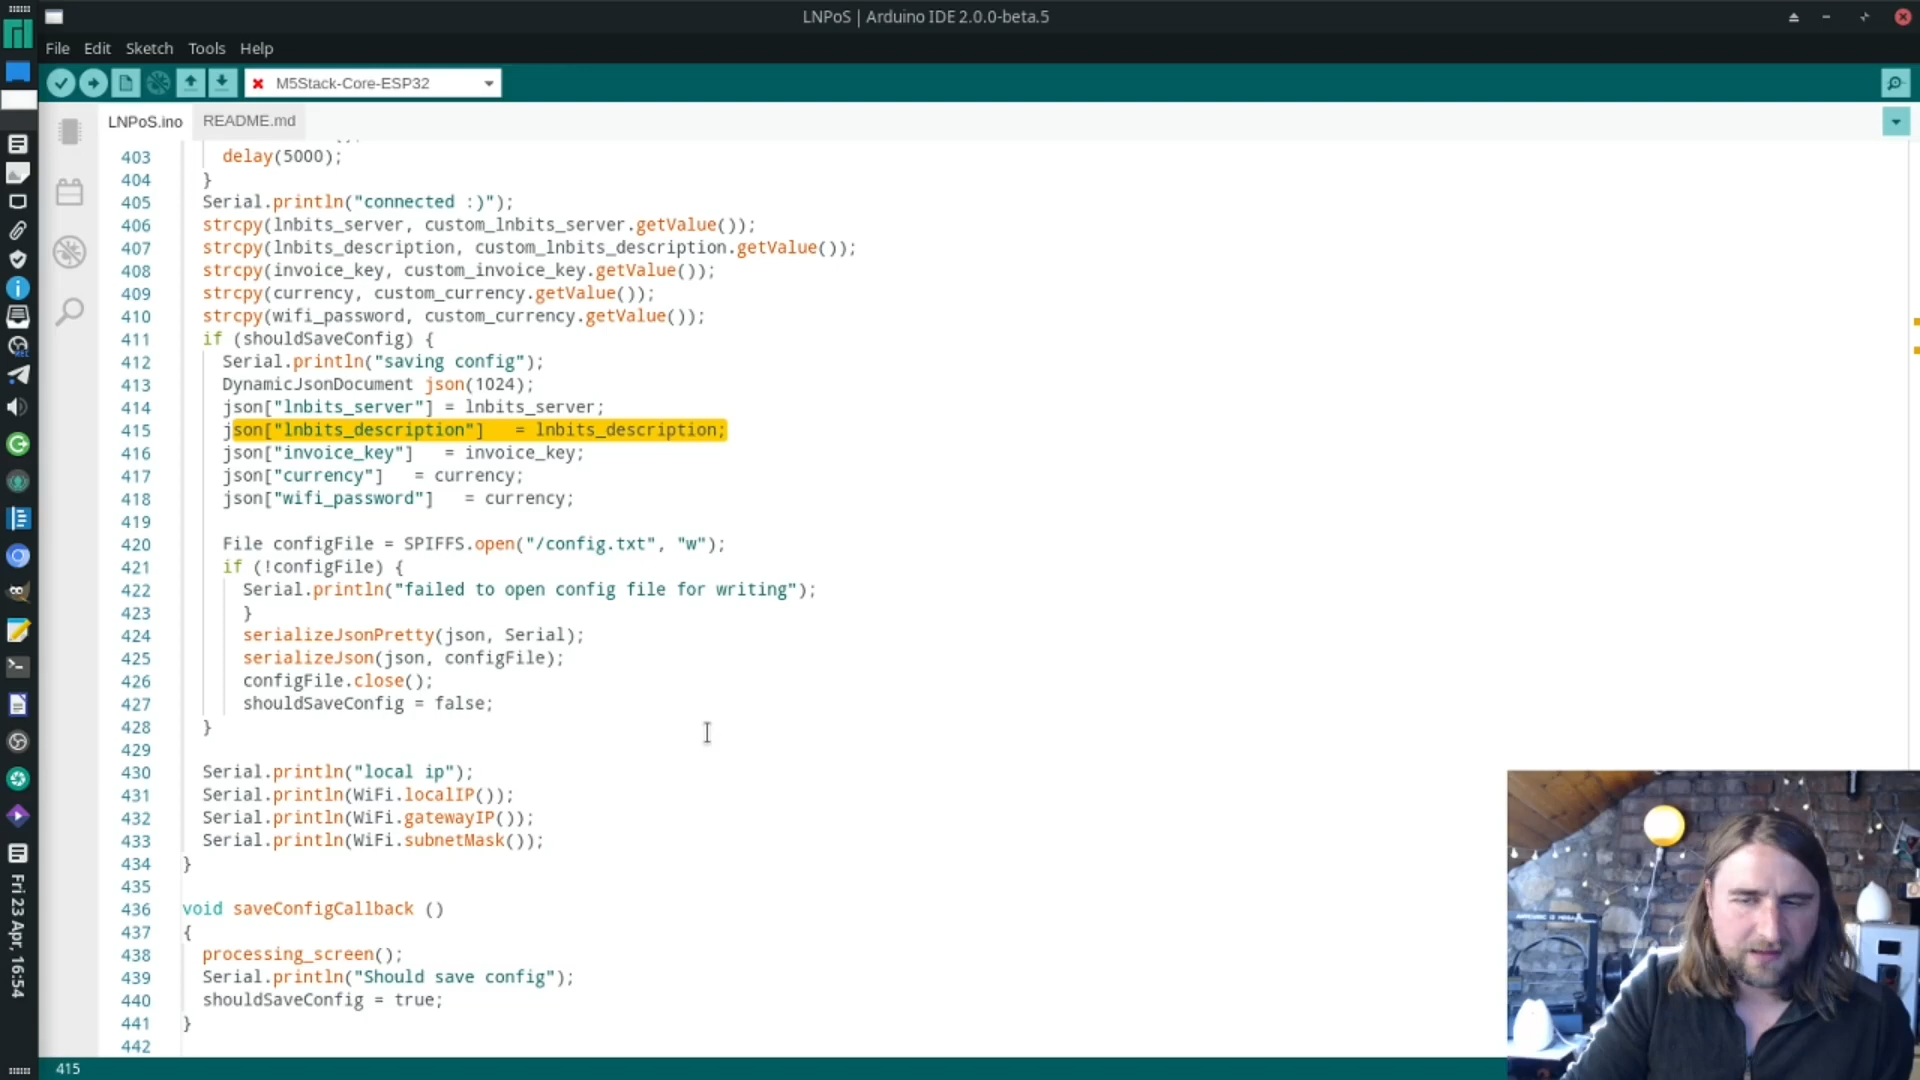 LNPoS | Arduino IDE 2.0.0-beta.5
File Edit Sketch Tools Help
M5Stack-Core-ESP32
LNPoS.ino README.md
403 delay(5000);
404 }
405 Serial.println("connected :)");
406 strcpy(lnbits_server, custom_lnbits_server.getValue());
407 strcpy(lnbits_description, custom_lnbits_description.getValue());
408 strcpy(invoice_key, custom_invoice_key.getValue());
409 strcpy(currency, custom_currency.getValue());
410 strcpy(wifi_password, custom_currency.getValue());
411 if (shouldSaveConfig) {
412 Serial.println("saving config");
413 DynamicJsonDocument json(1024);
414 json["lnbits_server"] = lnbits_server;
415 json["lnbits_description"]   = lnbits_description;
416 json["invoice_key"]   = invoice_key;
417 json["currency"]   = currency;
418 json["wifi_password"]   = currency;
419
420 File configFile = SPIFFS.open("/config.txt", "w");
421 if (!configFile) {
422 Serial.println("failed to open config file for writing");
423 }
424 serializeJsonPretty(json, Serial);
425 serializeJson(json, configFile);
426 configFile.close();
427 shouldSaveConfig = false;
428 }
429
430 Serial.println("local ip");
431 Serial.println(WiFi.localIP());
432 Serial.println(WiFi.gatewayIP());
433 Serial.println(WiFi.subnetMask());
434 }
435
436 void saveConfigCallback ()
437 {
438 processing_screen();
439 Serial.println("Should save config");
440 shouldSaveConfig = true;
441 }
442
415
Fri 23 Apr, 16:54